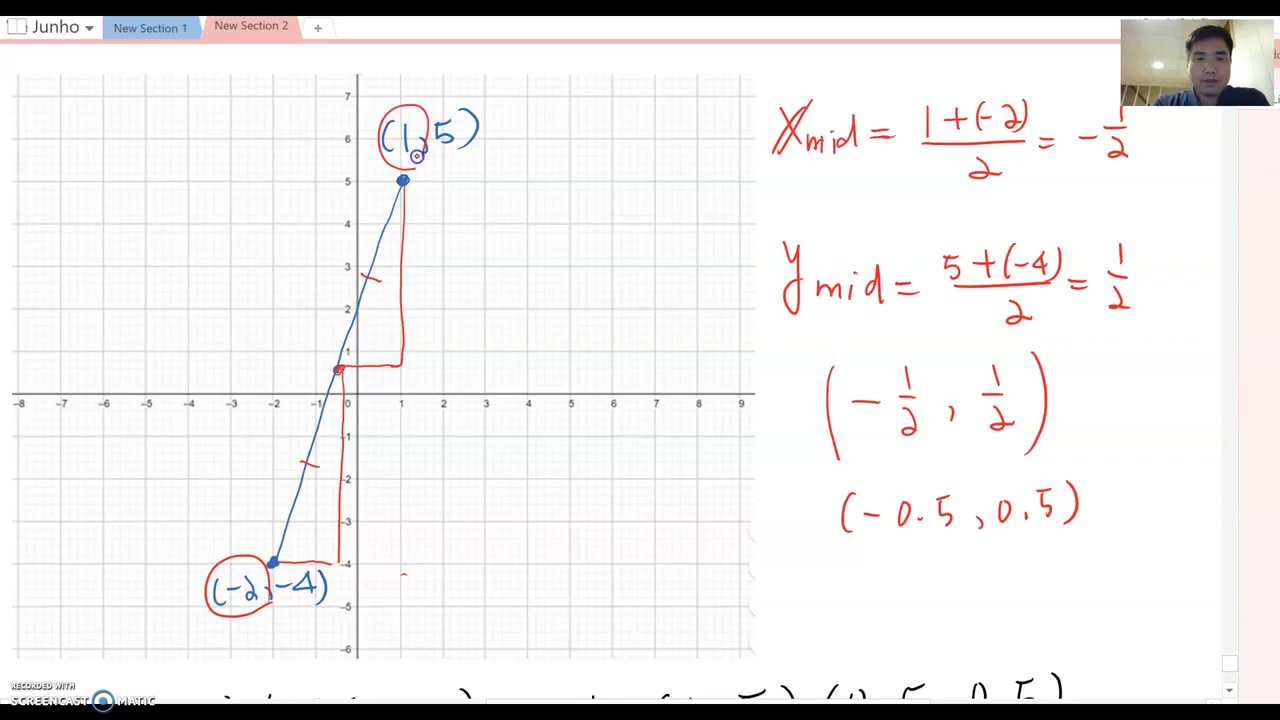 Junho
New Section 1
New Section 2
+
(1, 5)
7
6
5
4
3
2
1
-8 -7 -6 -5 -4 -3 -2 -1 0 1 2 3 4 5 6 7 8 9
-1
-2
-3
-4
-5
-6
(-2, -4)
Xmid = 1 + (-2) / 2 = - 1/2
ymid = 5 + (-4) / 2 = 1/2
(- 1/2 , 1/2)
(-0.5, 0.5)
RECORDED WITH
SCREENCAST MATIC